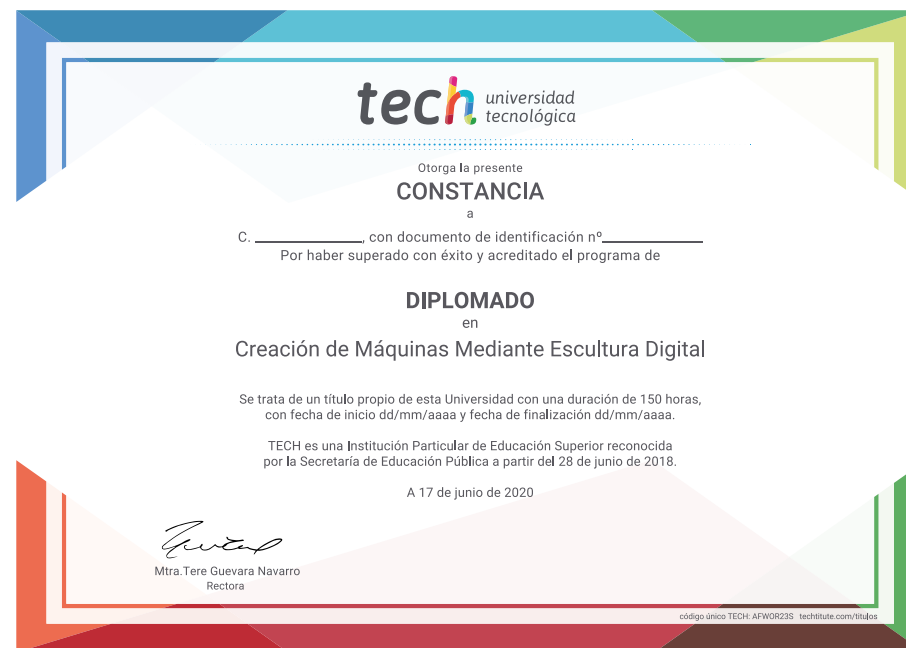 tech universidad
tecnológica
Otorga la presente
CONSTANCIA
a
C. ____________, con documento de identificación nº____________
Por haber superado con éxito y acreditado el programa de
DIPLOMADO
en
Creación de Máquinas Mediante Escultura Digital
Se trata de un título propio de esta Universidad con una duración de 150 horas,
con fecha de inicio dd/mm/aaaa y fecha de finalización dd/mm/aaaa.
TECH es una Institución Particular de Educación Superior reconocida
por la Secretaría de Educación Pública a partir del 28 de junio de 2018.
A 17 de junio de 2020
Mtra.Tere Guevara Navarro
Rectora
código único TECH: AFWOR23S techtitute.com/titulos